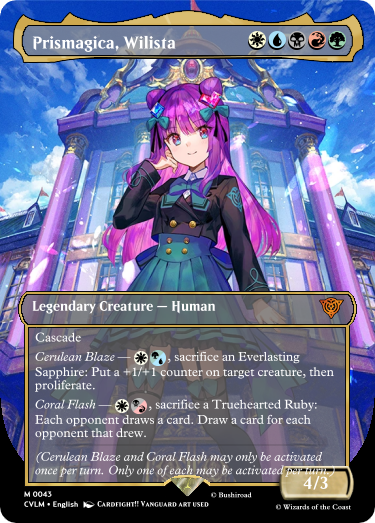 Prismagica, Wilista
Legendary Creature — Human
Cascade
Cerulean Blaze — , sacrifice an Everlasting
Sapphire: Put a +1/+1 counter on target creature, then
proliferate.
Coral Flash — , sacrifice a Truehearted Ruby:
Each opponent draws a card. Draw a card for each
opponent that drew.
(Cerulean Blaze and Coral Flash may only be activated
once per turn. Only one of each may be activated per turn.)
4/3
M 0043
CVLM • English CARDFIGHT!! VANGUARD ART USED
© Bushiroad
© Wizards of the Coast